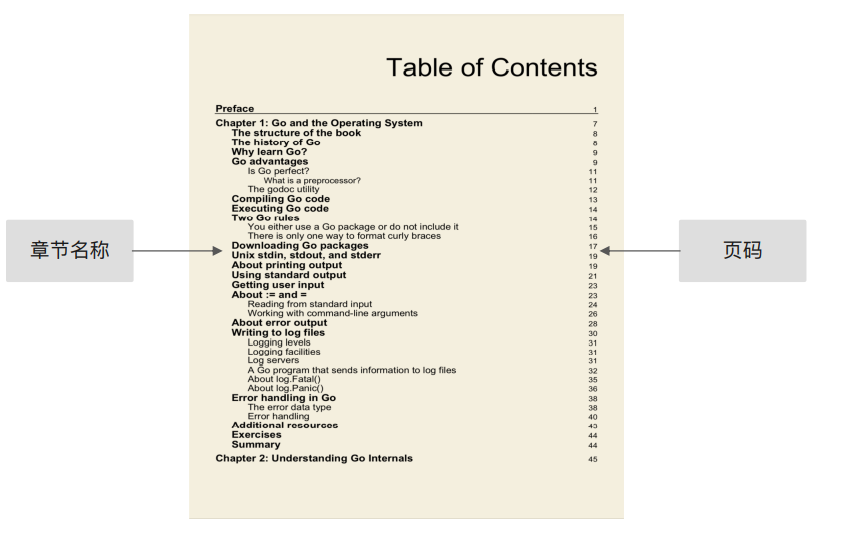 Table of Contents
Preface 1
Chapter 1: Go and the Operating System 7
The structure of the book 8
The history of Go 8
Why learn Go? 9
Go advantages 9
Is Go perfect? 11
What is a preprocessor? 11
The godoc utility 12
Compiling Go code 13
Executing Go code 14
Two Go rules 14
You either use a Go package or do not include it 15
There is only one way to format curly braces 16
章节名称
页码
Downloading Go packages 17
Unix stdin, stdout, and stderr 19
About printing output 19
Using standard output 21
Getting user input 23
About := and = 23
Reading from standard input 24
Working with command-line arguments 26
About error output 28
Writing to log files 30
Logging levels 31
Logging facilities 31
Log servers 31
A Go program that sends information to log files 32
About log.Fatal() 35
About log.Panic() 36
Error handling in Go 38
The error data type 38
Error handling 40
Additional resources 43
Exercises 44
Summary 44
Chapter 2: Understanding Go Internals 45